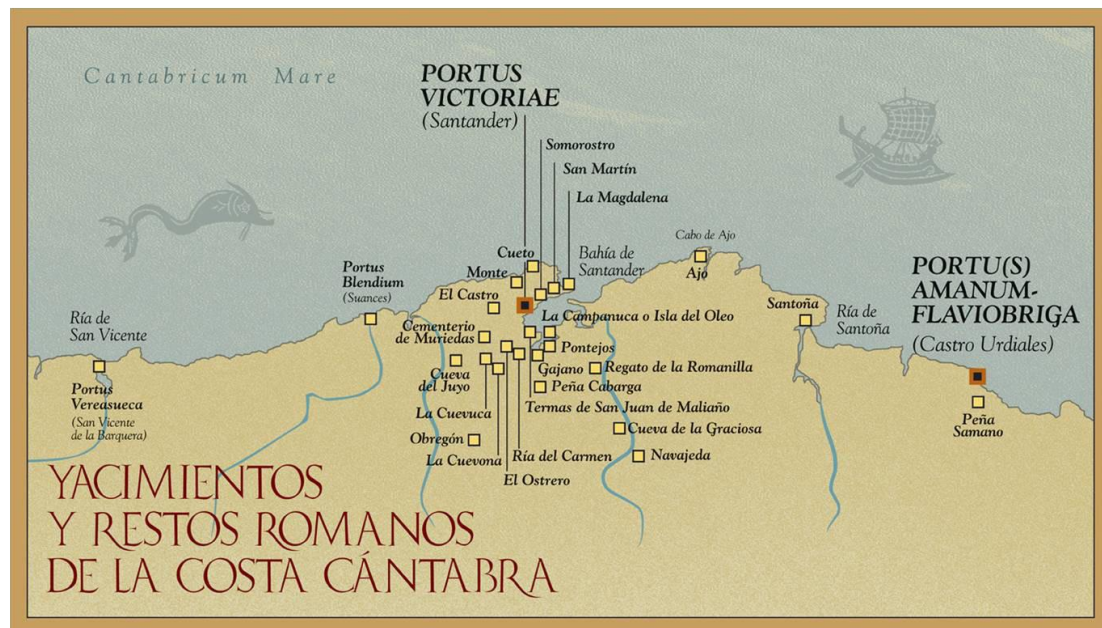 Cantabricum Mare
PORTUS
VICTORIAE
(Santander)
Somorostro
San Martín
La Magdalena
Cabo de Ajo
Cueto
Bahía de
Santander
Monte
Ajo
Portus
Blendium
(Suances)
El Castro
PORTU(S)
AMANUM-
FLAVIOBRIGA
(Castro Urdiales)
Santoña
Ría de
Santoña
Ría de
San Vicente
La Campanuca o Isla del Oleo
Cementerio
de Muriedas
Pontejos
Gajano
Regato de la Romanilla
Cueva
del Juyo
Peña Cabarga
Portus
Vereasueca
(San Vicente
de la Barquera)
La Cuevuca
Termas de San Juan de Maliaño
Peña
Samano
Cueva de la Graciosa
Obregón
La Cuevona
Ría del Carmen
Navajeda
El Ostrero
YACIMIENTOS
Y RESTOS ROMANOS
DE LA COSTA CÁNTABRA